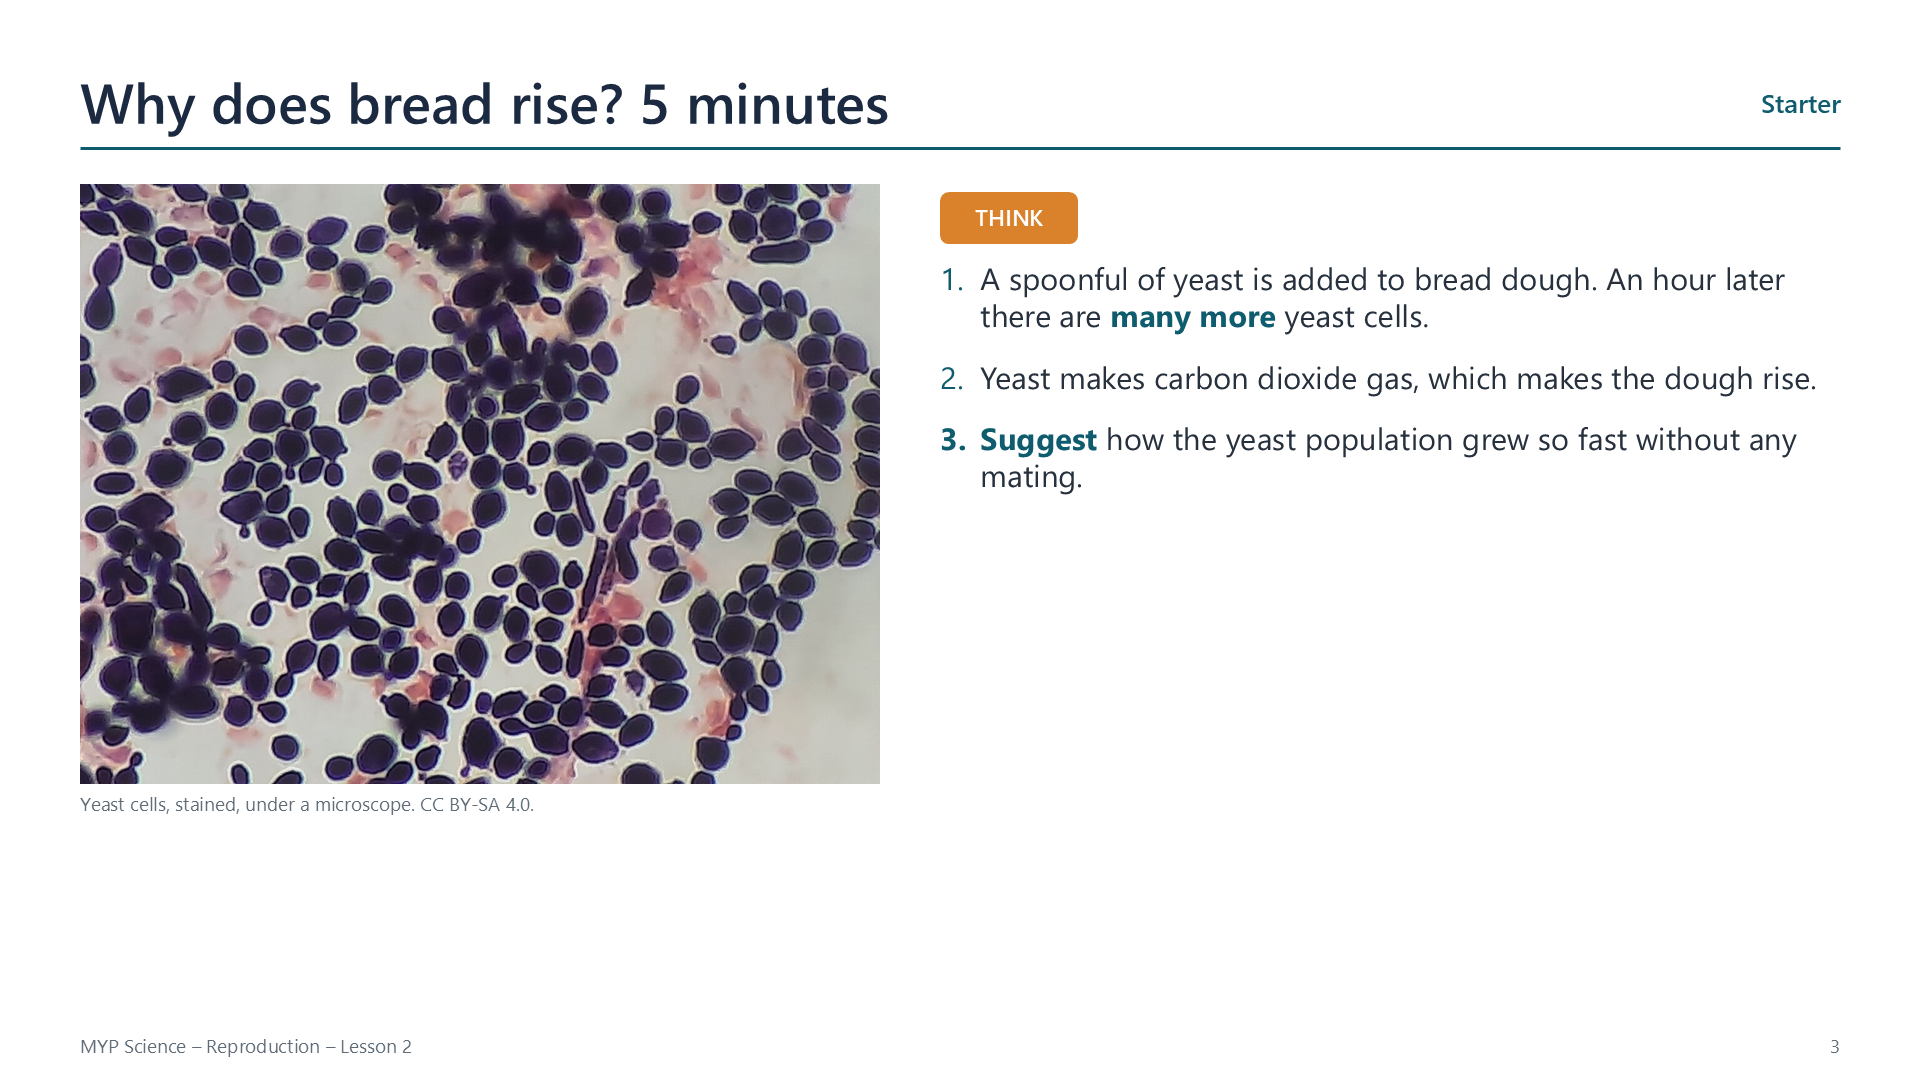 Why does bread rise? 5 minutes
Starter
THINK
1. A spoonful of yeast is added to bread dough. An hour later
there are many more yeast cells.
2. Yeast makes carbon dioxide gas, which makes the dough rise.
3. Suggest how the yeast population grew so fast without any
mating.
Yeast cells, stained, under a microscope. CC BY-SA 4.0.
MYP Science – Reproduction – Lesson 2
3